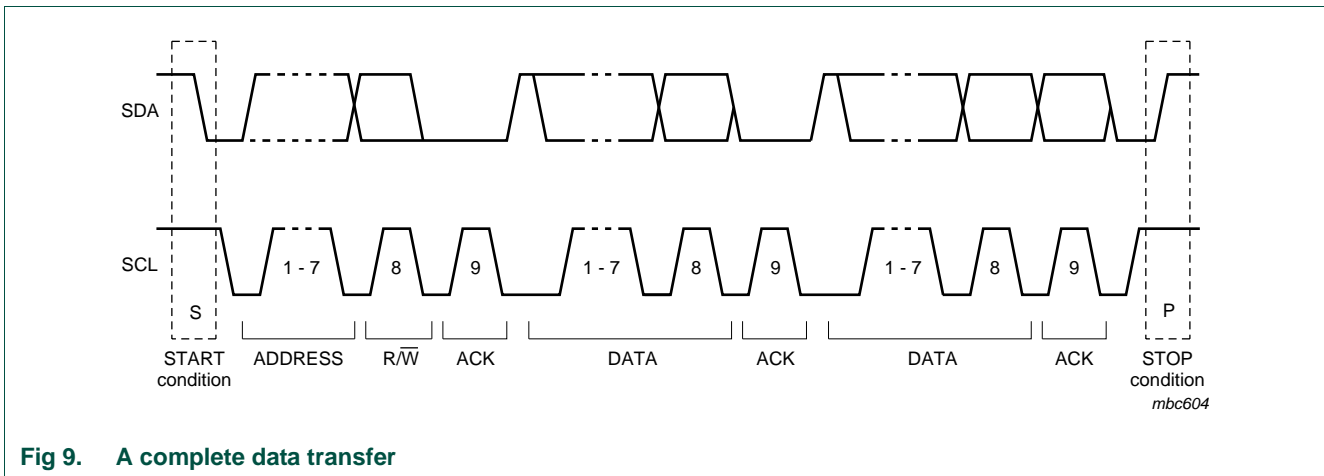 SDA
SCL
1 - 7 8 9 1 - 7 8 9 1 - 7 8 9
S P
START condition ADDRESS R/W̅ ACK DATA ACK DATA ACK STOP condition
mbc604
Fig 9. A complete data transfer